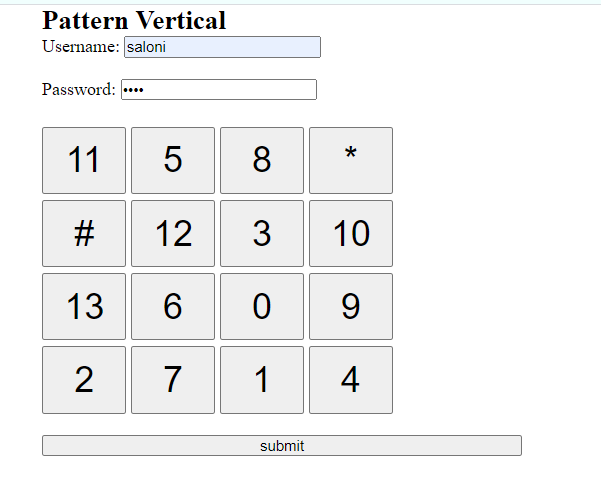 Pattern Vertical
Username: saloni
Password: ••••
11 5 8 *
# 12 3 10
13 6 0 9
2 7 1 4
submit